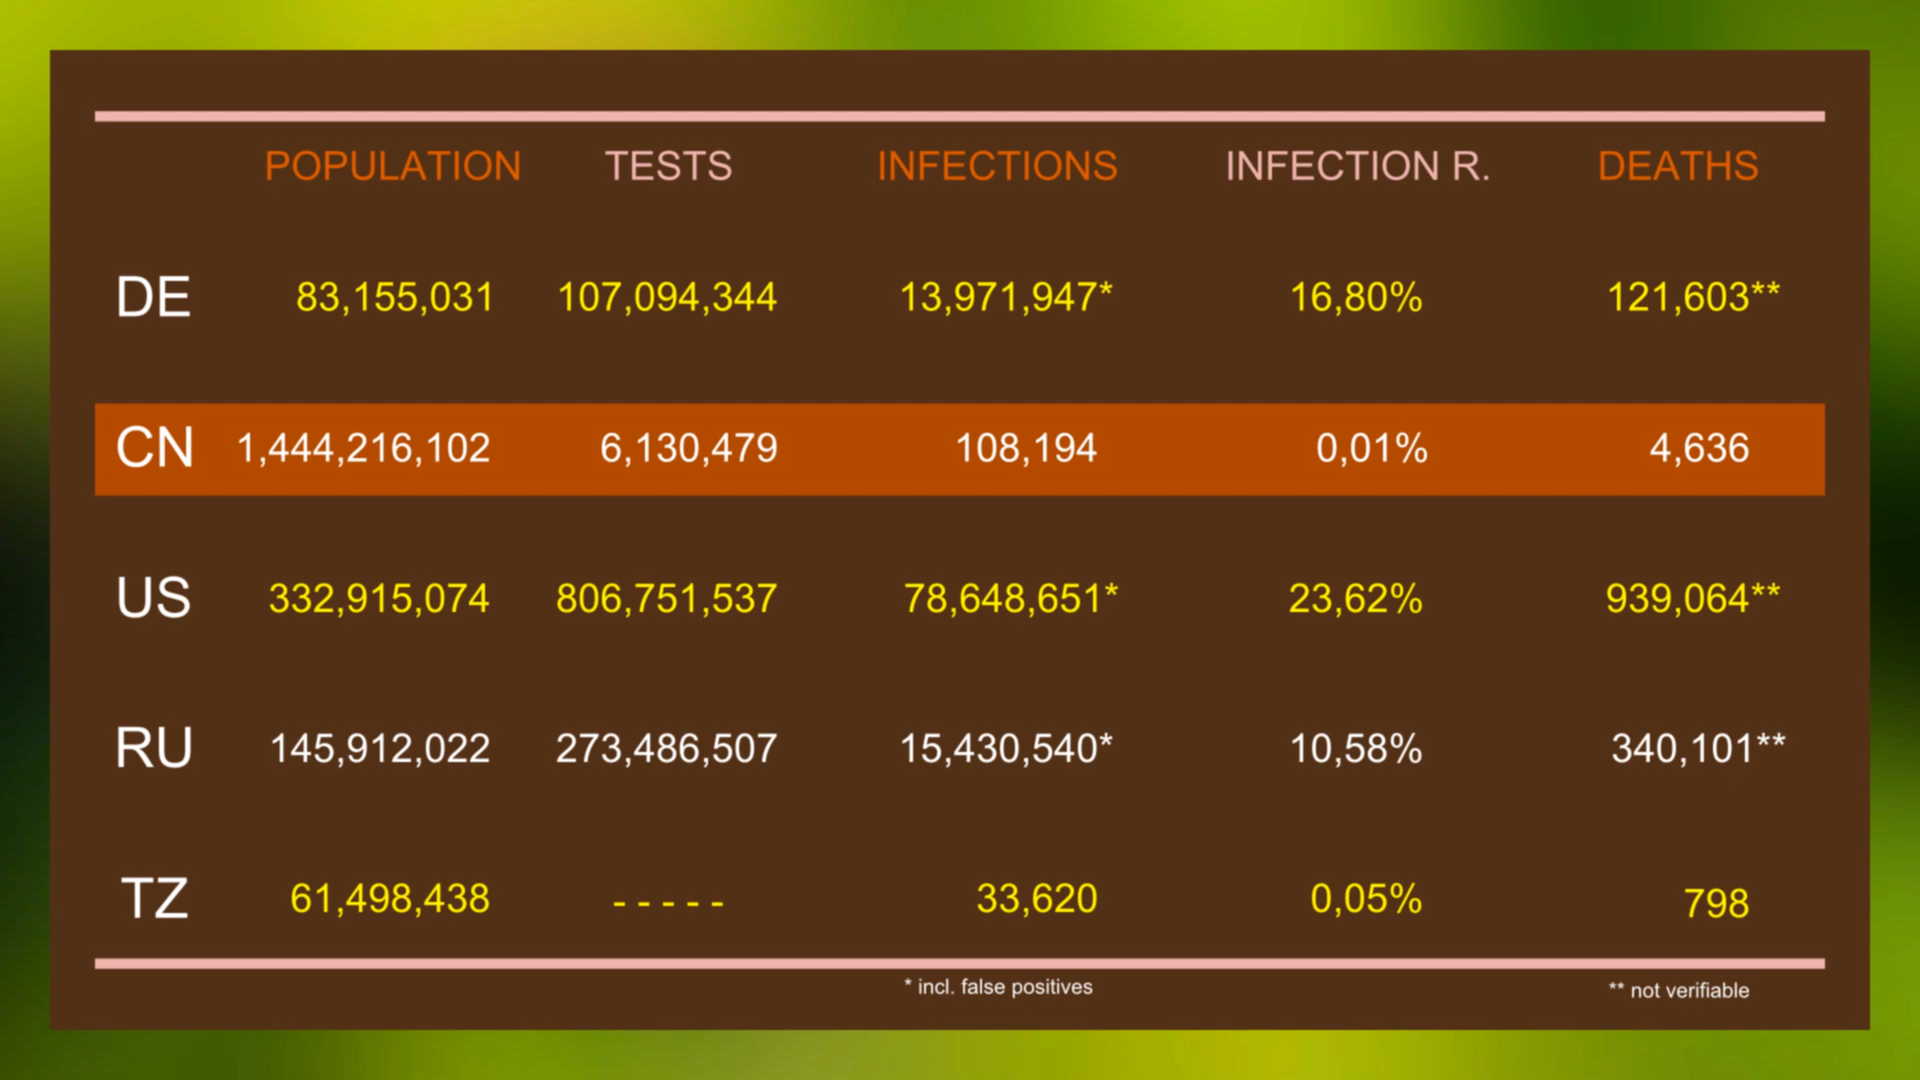 POPULATION TESTS INFECTIONS INFECTION R. DEATHS
DE 83,155,031 107,094,344 13,971,947* 16,80% 121,603**
CN 1,444,216,102 6,130,479 108,194 0,01% 4,636
US 332,915,074 806,751,537 78,648,651* 23,62% 939,064**
RU 145,912,022 273,486,507 15,430,540* 10,58% 340,101**
TZ 61,498,438 - - - - - 33,620 0,05% 798
* incl. false positives ** not verifiable